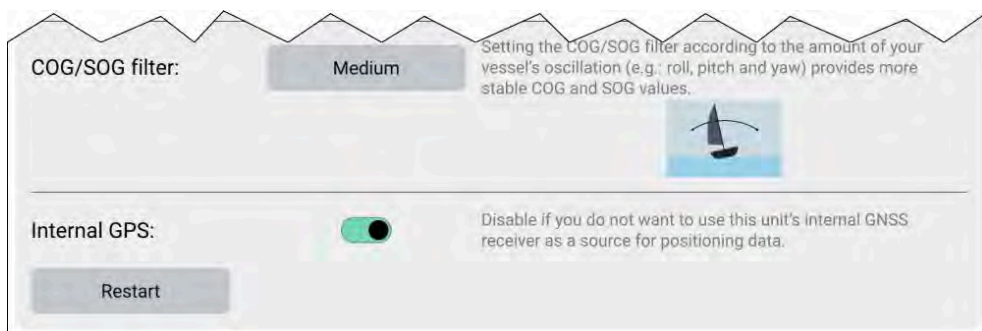 COG/SOG filter:
Medium
Setting the COG/SOG filter according to the amount of your
vessel's oscillation (e.g.: roll, pitch and yaw) provides more
stable COG and SOG values.
Internal GPS:
Disable if you do not want to use this unit's internal GNSS
receiver as a source for positioning data.
Restart